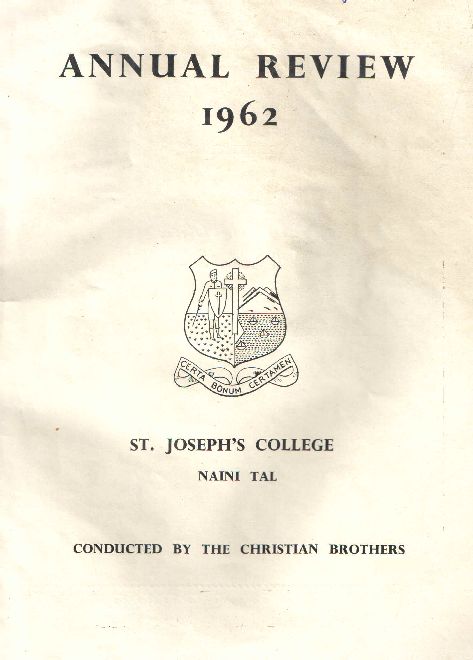 ANNUAL REVIEW
1962
CERTA BONUM CERTAMEN
ST. JOSEPH'S COLLEGE
NAINI TAL
CONDUCTED BY THE CHRISTIAN BROTHERS